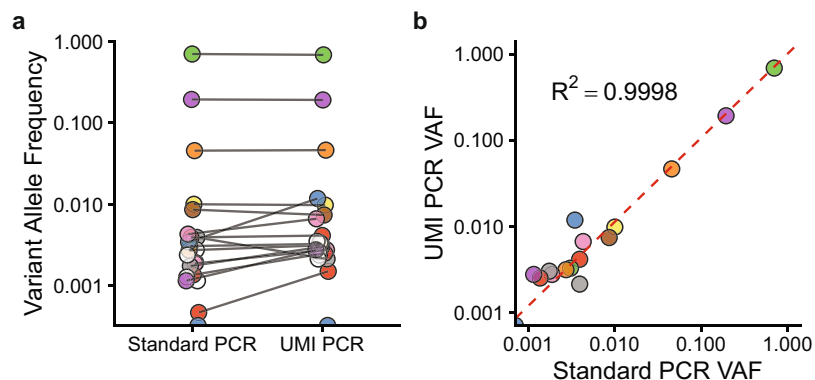 a
Variant Allele Frequency
1.000
0.100
0.010
0.001
Standard PCR
UMI PCR
b
UMI PCR VAF
1.000
0.100
0.010
0.001
R² = 0.9998
0.001
0.010
0.100
1.000
Standard PCR VAF